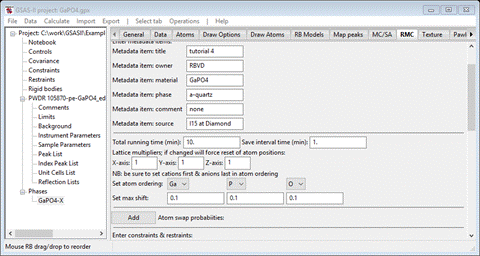 GSAS-II project: GaPO4.gpx
File Data Calculate Import Export | Select tab Operations | Help
Project: C:\work\GSASII\Exampl
Notebook
Controls
Covariance
Constraints
Restraints
Rigid bodies
PWDR 105870-pe-GaPO4_ed
Comments
Limits
Background
Instrument Parameters
Sample Parameters
Peak List
Index Peak List
Unit Cells List
Reflection Lists
Phases
GaPO4-X
Mouse RB drag/drop to reorder
General Data Atoms Draw Options Draw Atoms RB Models Map peaks MC/SA RMC Texture Pawl
Enter metadata items:
Metadata item: title tutorial 4
Metadata item: owner RBVD
Metadata item: material GaPO4
Metadata item: phase a-quartz
Metadata item: comment none
Metadata item: source I15 at Diamond
Total running time (min): 10. Save interval time (min): 1.
Lattice multipliers; if changed will force reset of atom positions:
X-axis: 1 Y-axis: 1 Z-axis: 1
NB: be sure to set cations first & anions last in atom ordering
Set atom ordering: Ga P O
Set max shift: 0.1 0.1 0.1
Add Atom swap probabiities:
Enter constraints & restraints: